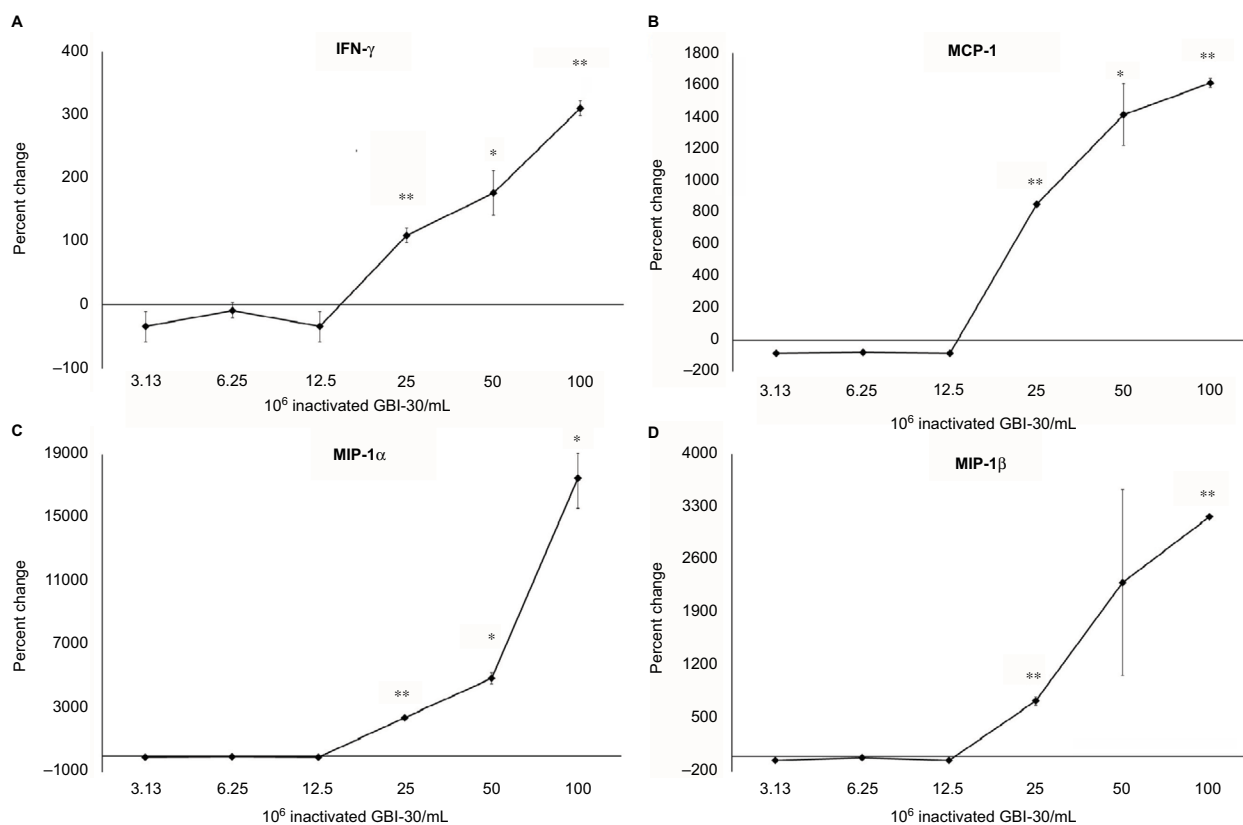 A
IFN-γ
Percent change
400
300
200
100
0
–100
**
*
**
3.13 6.25 12.5 25 50 100
10⁶ inactivated GBI-30/mL
B
MCP-1
Percent change
1800
1600
1400
1200
1000
800
600
400
200
0
–200
**
*
**
3.13 6.25 12.5 25 50 100
10⁶ inactivated GBI-30/mL
C
MIP-1α
Percent change
19000
15000
11000
7000
3000
–1000
**
*
*
3.13 6.25 12.5 25 50 100
10⁶ inactivated GBI-30/mL
D
MIP-1β
Percent change
4000
3300
2600
1900
1200
500
–200
**
**
3.13 6.25 12.5 25 50 100
10⁶ inactivated GBI-30/mL